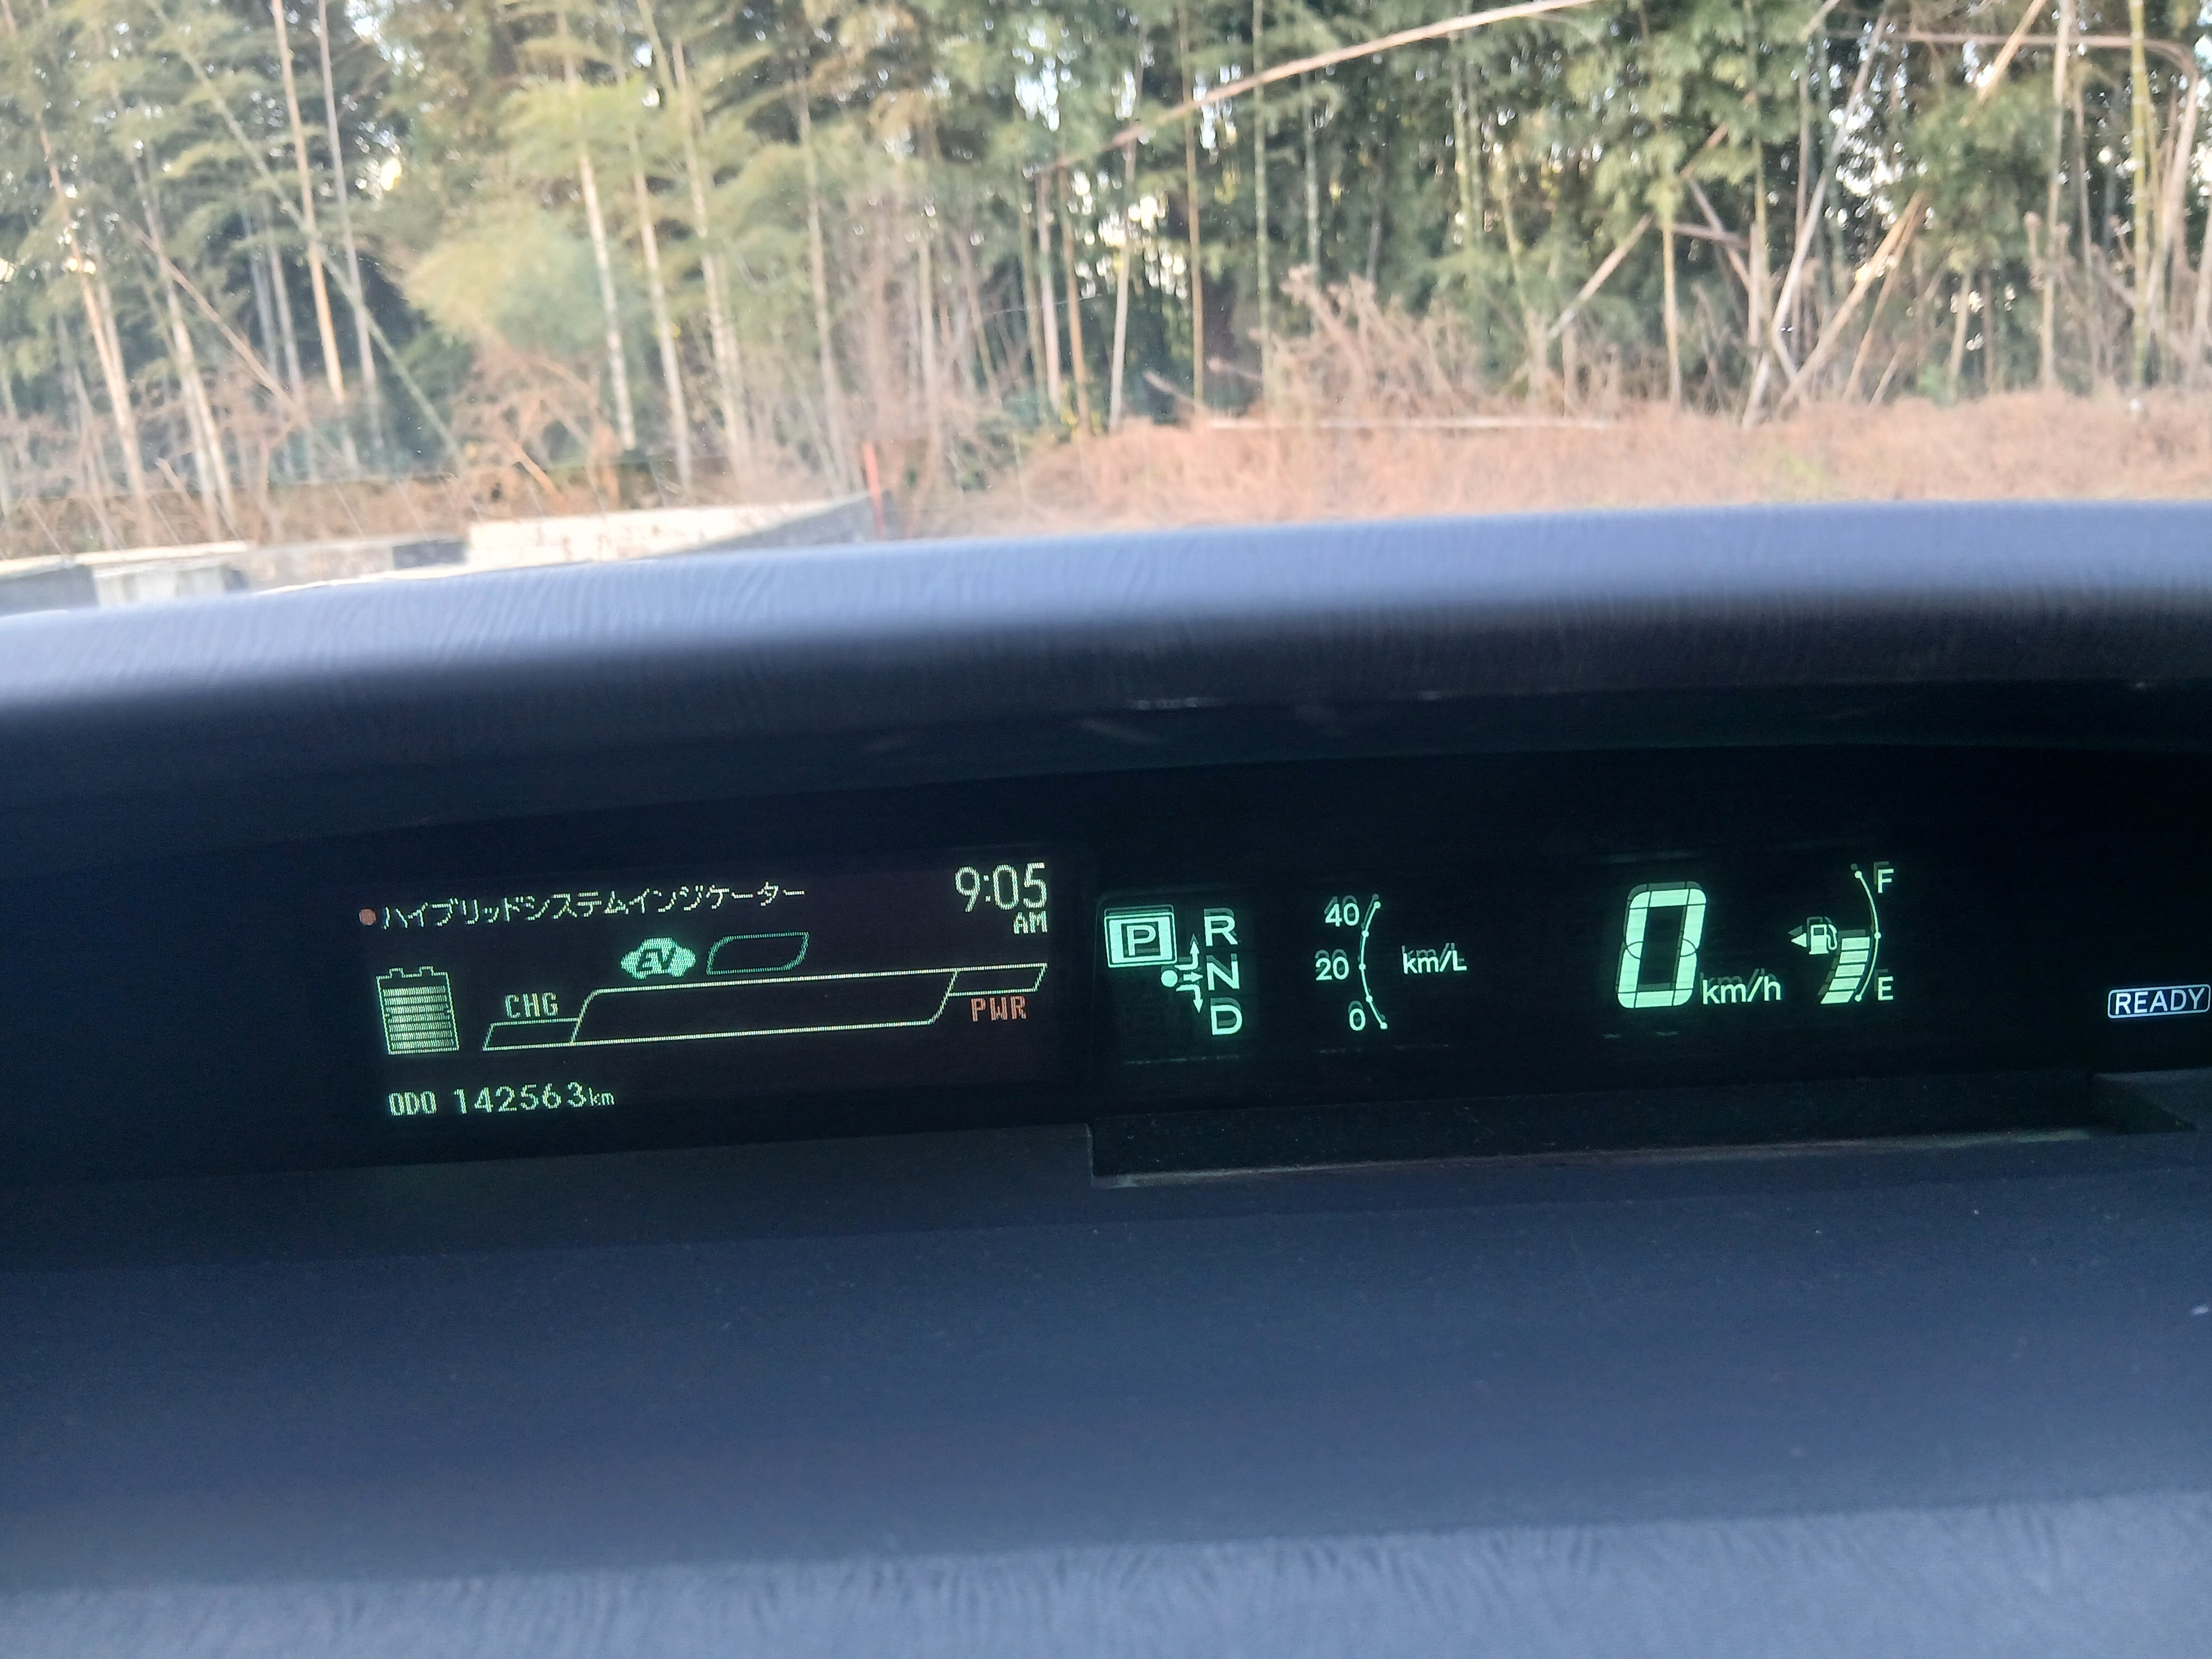 ハイブリッドシステムインジケーター
9:05
AM
EV
CHG
PWR
ODO 142563km
P
R
N
D
40
20
0
km/L
0 km/h
F
E
READY